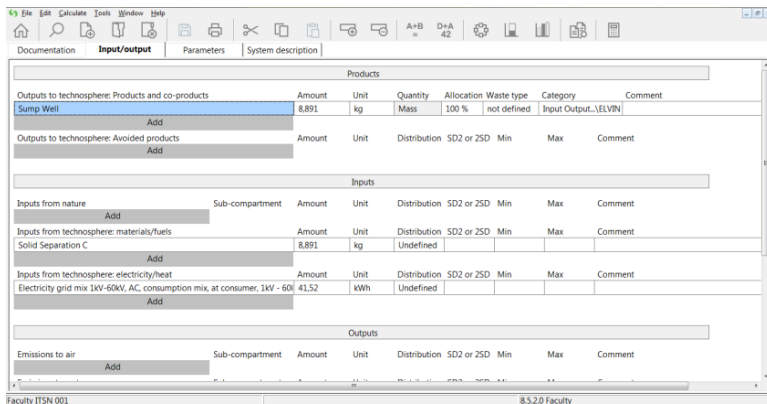 File Edit Calculate Tools Window Help
A+B = D+A 42
Documentation Input/output Parameters System description
Products
Outputs to technosphere: Products and co-products Amount Unit Quantity Allocation Waste type Category Comment
Sump Well 8,891 kg Mass 100 % not defined Input Output..\ELVIN
Add
Outputs to technosphere: Avoided products Amount Unit Distribution SD2 or 2SD Min Max Comment
Add
Inputs
Inputs from nature Sub-compartment Amount Unit Distribution SD2 or 2SD Min Max Comment
Add
Inputs from technosphere: materials/fuels Amount Unit Distribution SD2 or 2SD Min Max Comment
Solid Separation C 8,891 kg Undefined
Add
Inputs from technosphere: electricity/heat Amount Unit Distribution SD2 or 2SD Min Max Comment
Electricity grid mix 1kV-60kV, AC, consumption mix, at consumer, 1kV - 60 41,52 kWh Undefined
Add
Outputs
Emissions to air Sub-compartment Amount Unit Distribution SD2 or 2SD Min Max Comment
Add
Faculty ITSN 001 8.5.2.0 Faculty